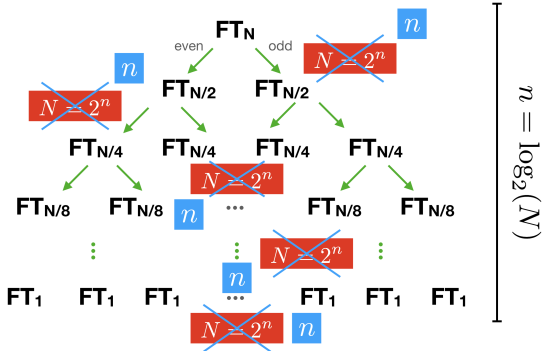 FT_N
n
even
odd
N = 2^n
n
FT_{N/2} FT_{N/2}
N = 2^n
FT_{N/4} FT_{N/4} FT_{N/4} FT_{N/4}
N = 2^n
FT_{N/8} FT_{N/8} ... FT_{N/8} FT_{N/8}
n
N = 2^n
n
FT_1 FT_1 FT_1 ... FT_1 FT_1 FT_1
N = 2^n n
n = log_2(N)